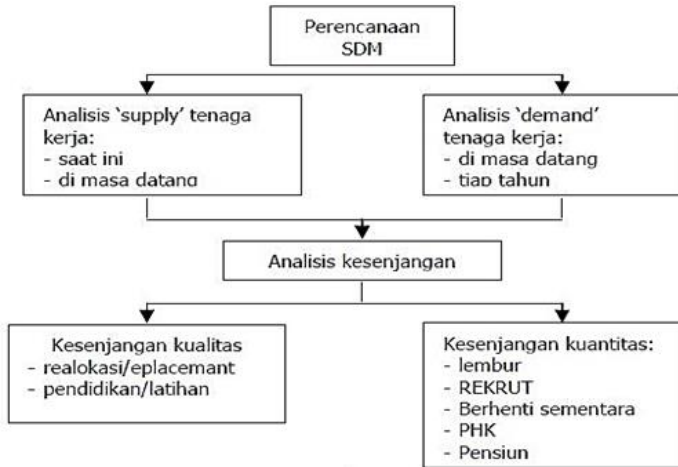 Perencanaan
SDM
Analisis ‘supply’ tenaga
kerja:
- saat ini
- di masa datang
Analisis ‘demand’
tenaga kerja:
- di masa datang
- tiap tahun
Analisis kesenjangan
Kesenjangan kualitas
- realokasi/eplacemant
- pendidikan/latihan
Kesenjangan kuantitas:
- lembur
- REKRUT
- Berhenti sementara
- PHK
- Pensiun